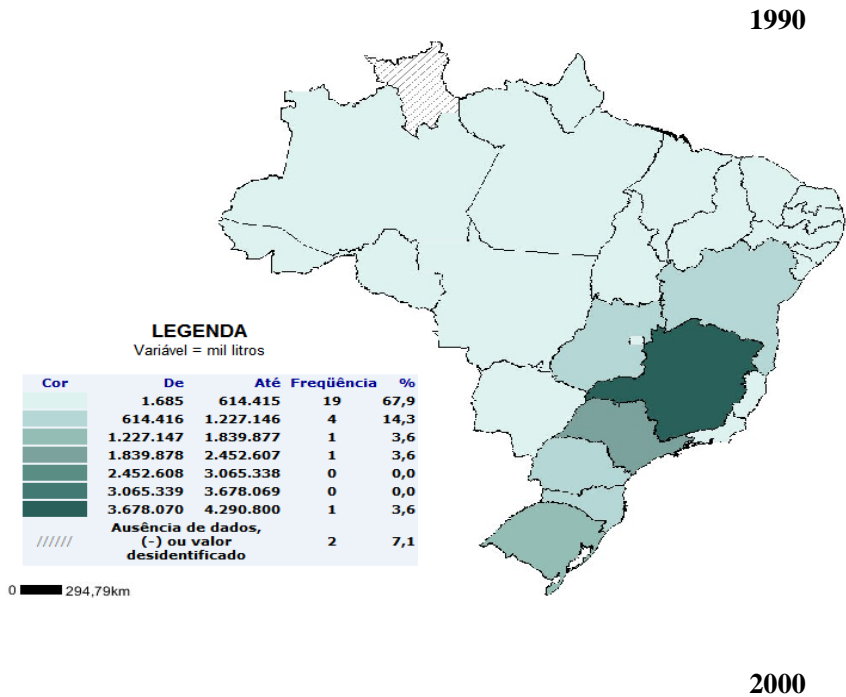 1990
LEGENDA
Variável = mil litros
Cor De Até Freqüência %
1.685 614.415 19 67,9
614.416 1.227.146 4 14,3
1.227.147 1.839.877 1 3,6
1.839.878 2.452.607 1 3,6
2.452.608 3.065.338 0 0,0
3.065.339 3.678.069 0 0,0
3.678.070 4.290.800 1 3,6
Ausência de dados,
////// (-) ou valor 2 7,1
desidentificado
0 294,79km
2000